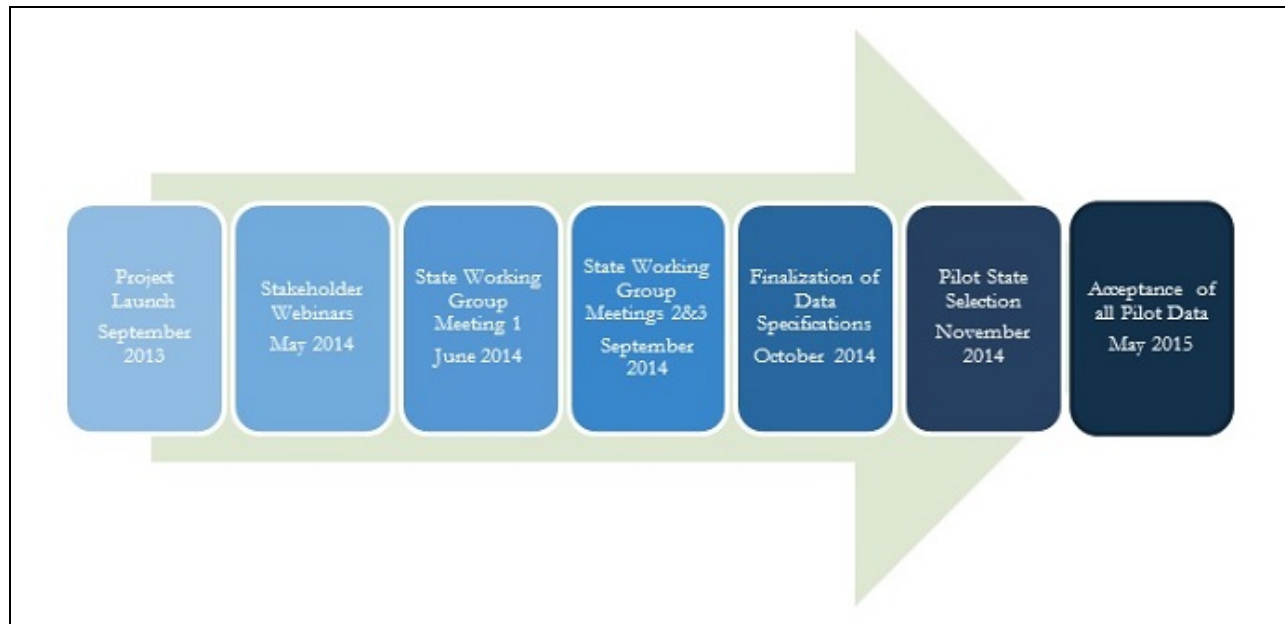 Project
Launch
September
2013
Stakeholder
Webinars
May 2014
State Working
Group
Meeting 1
June 2014
State Working
Group
Meetings 2&3
September
2014
Finalization of
Data
Specifications
October 2014
Pilot State
Selection
November
2014
Acceptance of
all Pilot Data
May 2015